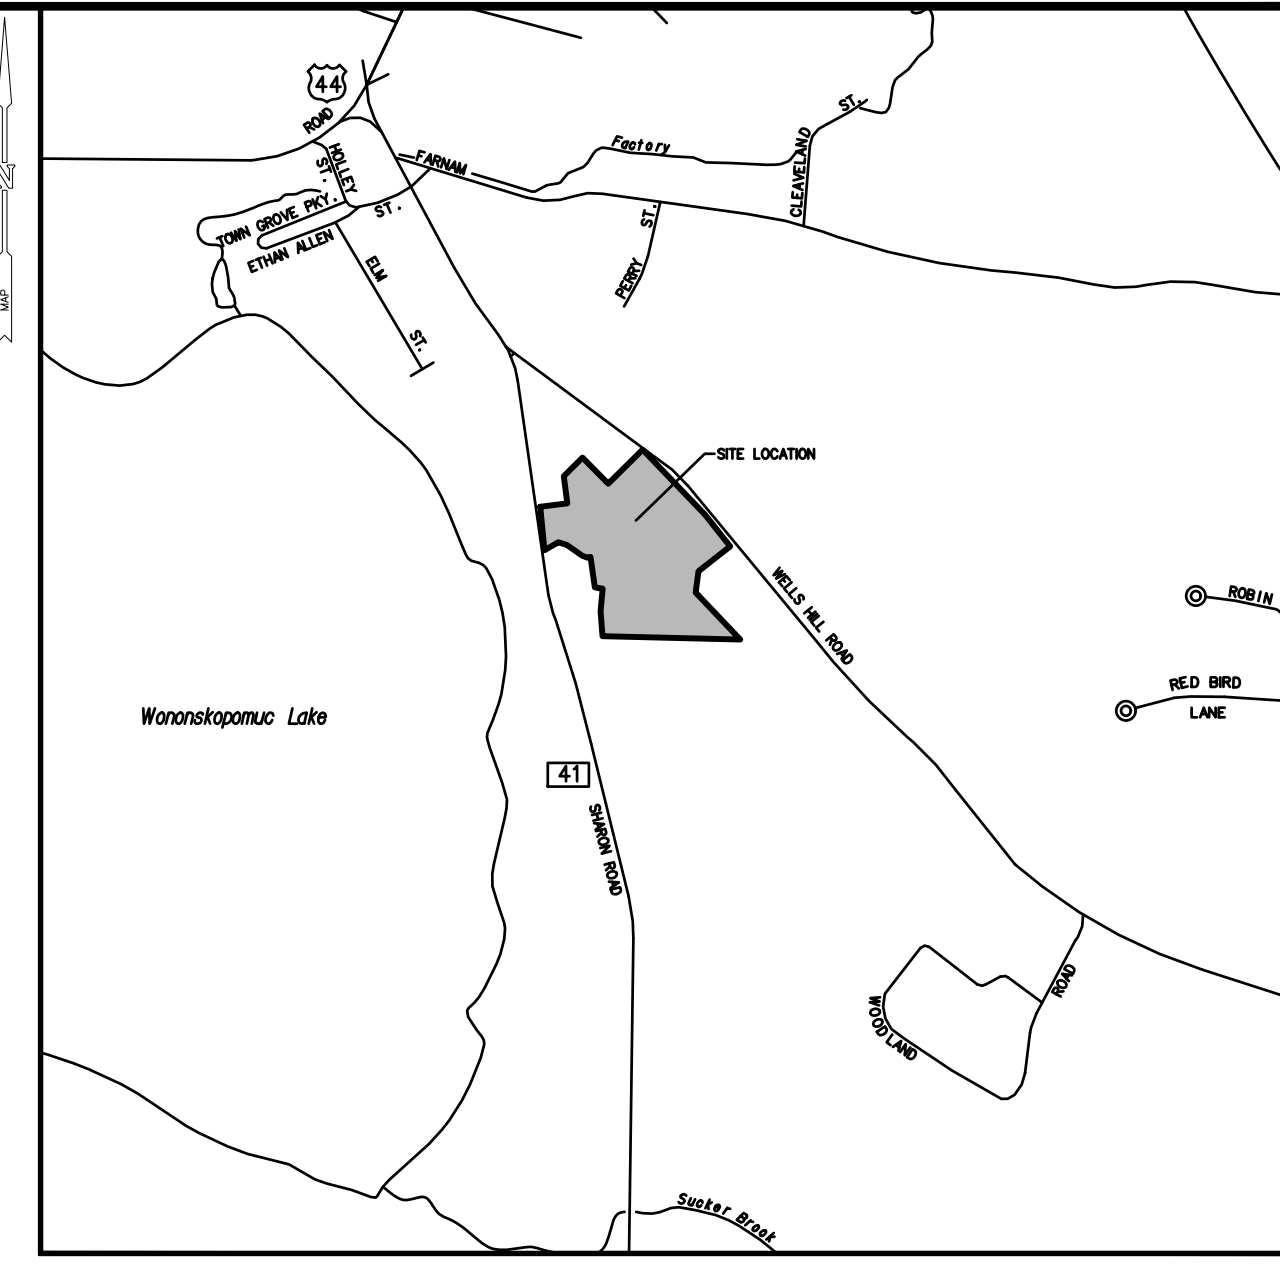 44
ROAD
HOLLEY
ST.
FARNAM
ST.
Factory
CLEAVELAND
ST.
TOWN GROVE PKY.
ETHAN ALLEN
ELM
ST.
PERRY
ST.
N
MAP
SITE LOCATION
WELLS HILL ROAD
ROBIN
RED BIRD
LANE
Wononskopomuc Lake
41
SHARON ROAD
WOODLAND
ROAD
Sucker Brook